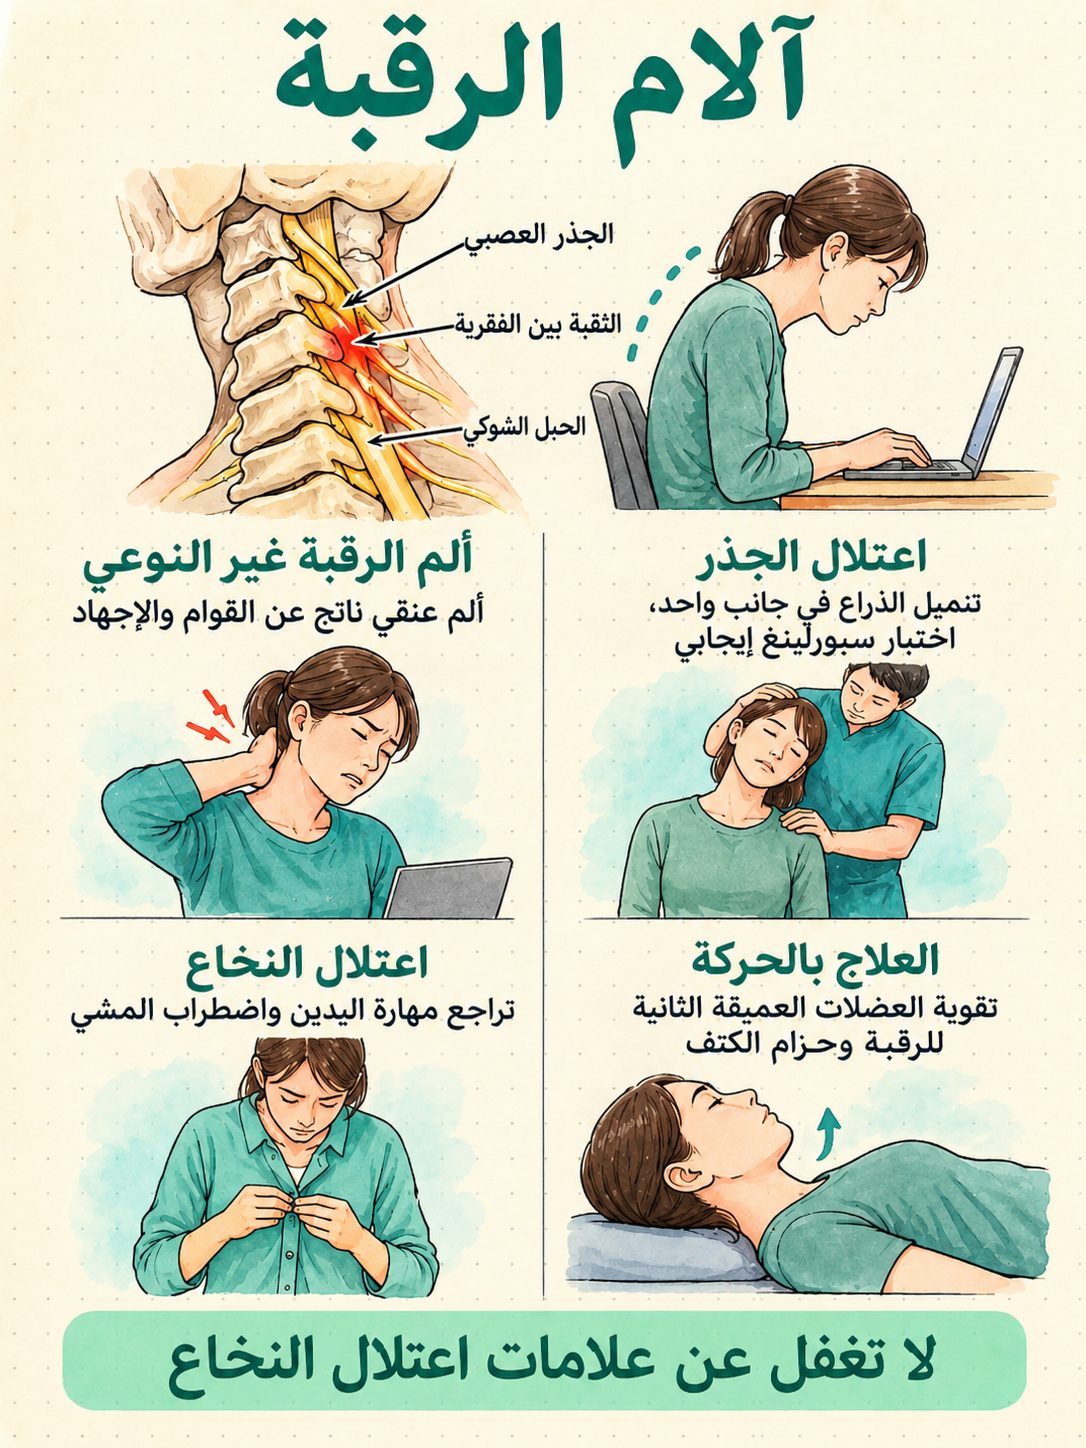 آلام الرقبة
الجذر العصبي
الثقبة بين الفقرية
الحبل الشوكي
اعتلال الجذر
تنميل الذراع في جانب واحد،
اختبار سبورلينغ إيجابي
ألم الرقبة غير النوعي
ألم عنقي ناتج عن القوام والإجهاد
العلاج بالحركة
تقوية العضلات العميقة الثانية
للرقبة وحزام الكتف
اعتلال النخاع
تراجع مهارة اليدين واضطراب المشي
لا تغفل عن علامات اعتلال النخاع